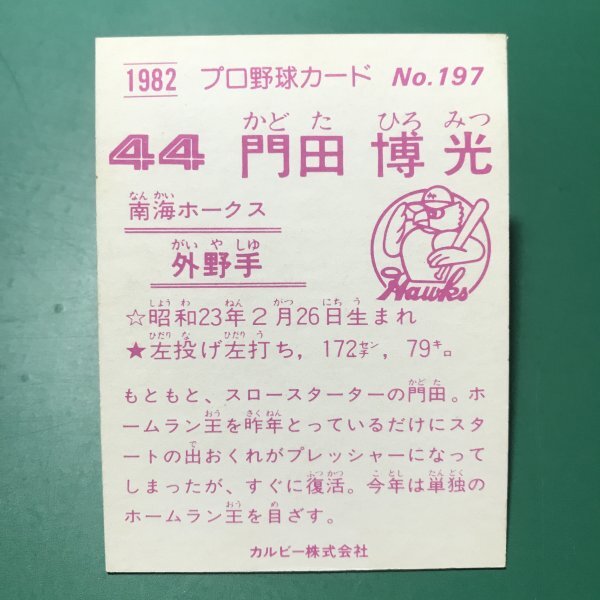 1982 プロ野球カード No.197
かど た ひろ みつ
44 門田 博光
なん かい
南海ホークス
がい や しゅ
外野手
Hawks
しょう わ ねん がつ にち う
☆昭和23年2月26日生まれ
ひだり な ひだり う
★左投げ左打ち，172センチ，79キロ
かど た
もともと、スロースターターの門田。ホ
おう さく ねん
ームラン王を昨年とっているだけにスタ
で
ートの出おくれがプレッシャーになって
ふっ かつ こ とし たん どく
しまったが、すぐに復活。今年は単独の
おう め
ホームラン王を目ざす。
カルビー株式会社